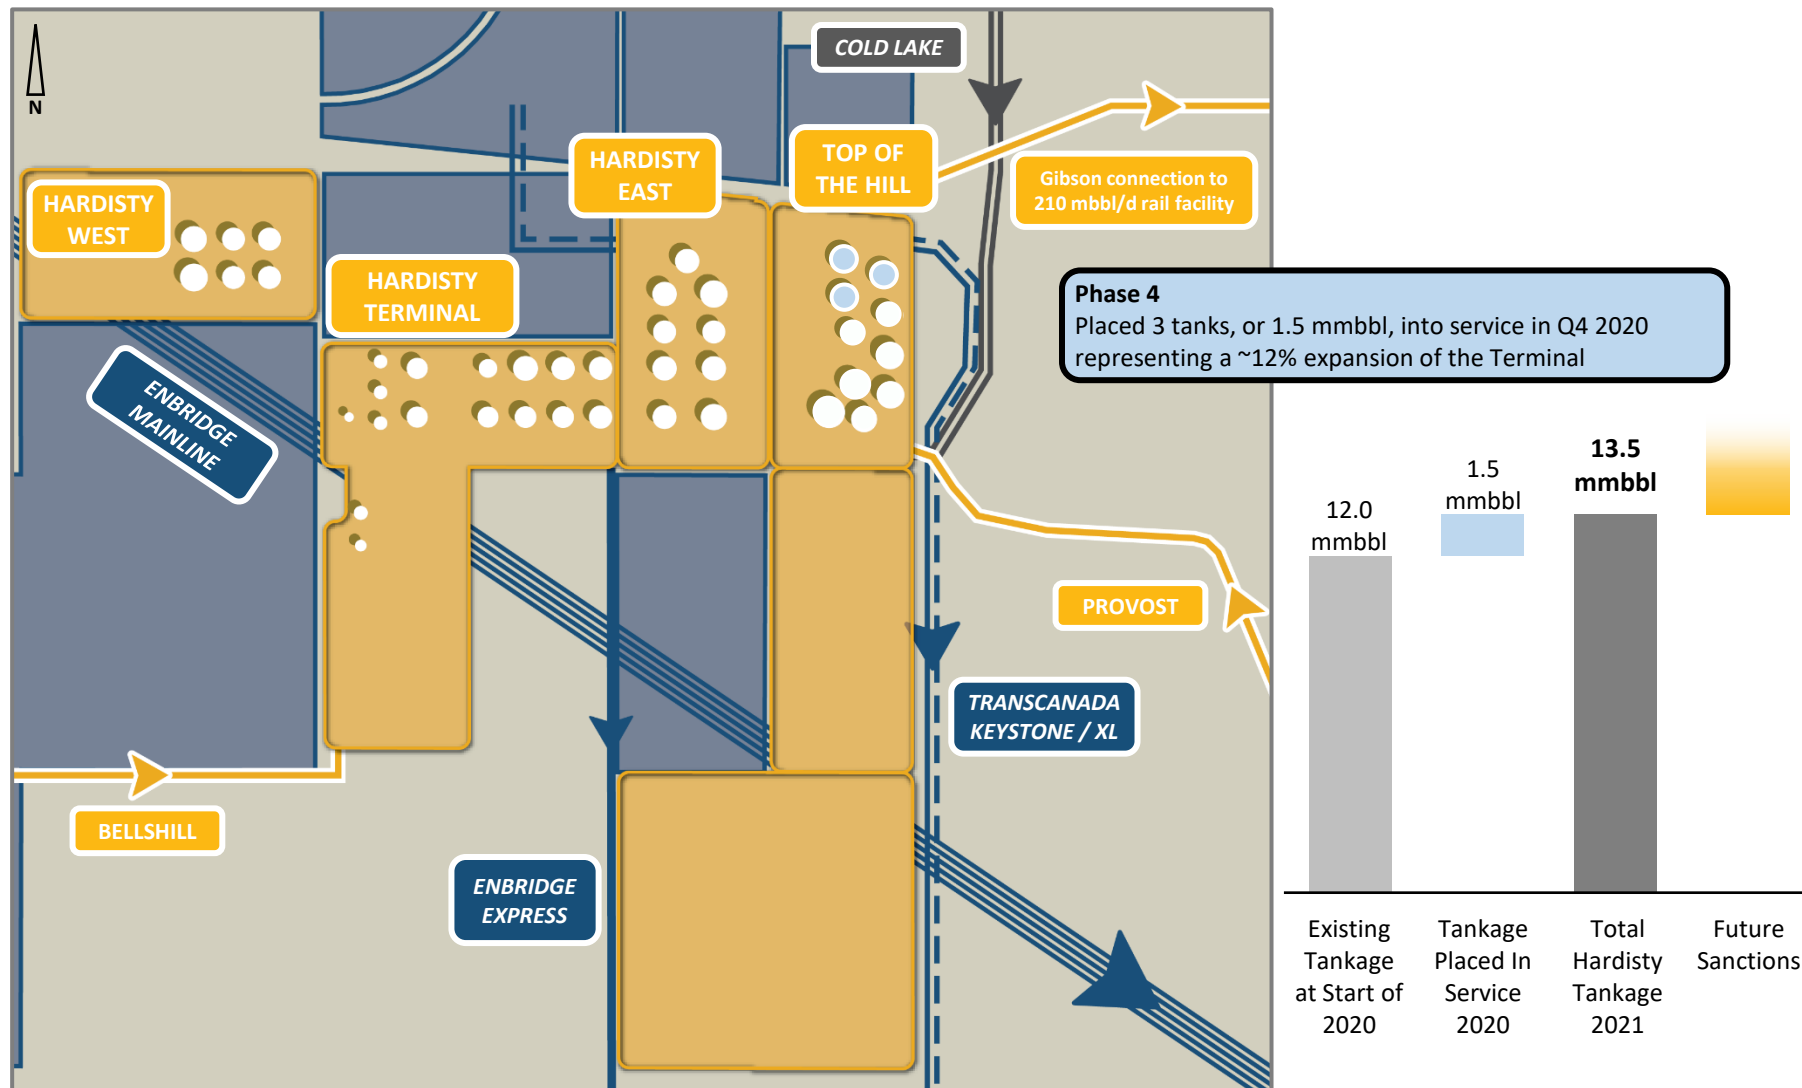 COLD LAKE
N
HARDISTY
EAST
TOP OF
THE HILL
Gibson connection to
210 mbbl/d rail facility
HARDISTY
WEST
HARDISTY
TERMINAL
Phase 4
Placed 3 tanks, or 1.5 mmbbl, into service in Q4 2020
representing a ~12% expansion of the Terminal
ENBRIDGE
MAINLINE
PROVOST
TRANSCANADA
KEYSTONE / XL
BELLSHILL
ENBRIDGE
EXPRESS
12.0
mmbbl
1.5
mmbbl
13.5
mmbbl
Existing
Tankage
at Start of
2020
Tankage
Placed In
Service
2020
Total
Hardisty
Tankage
2021
Future
Sanctions